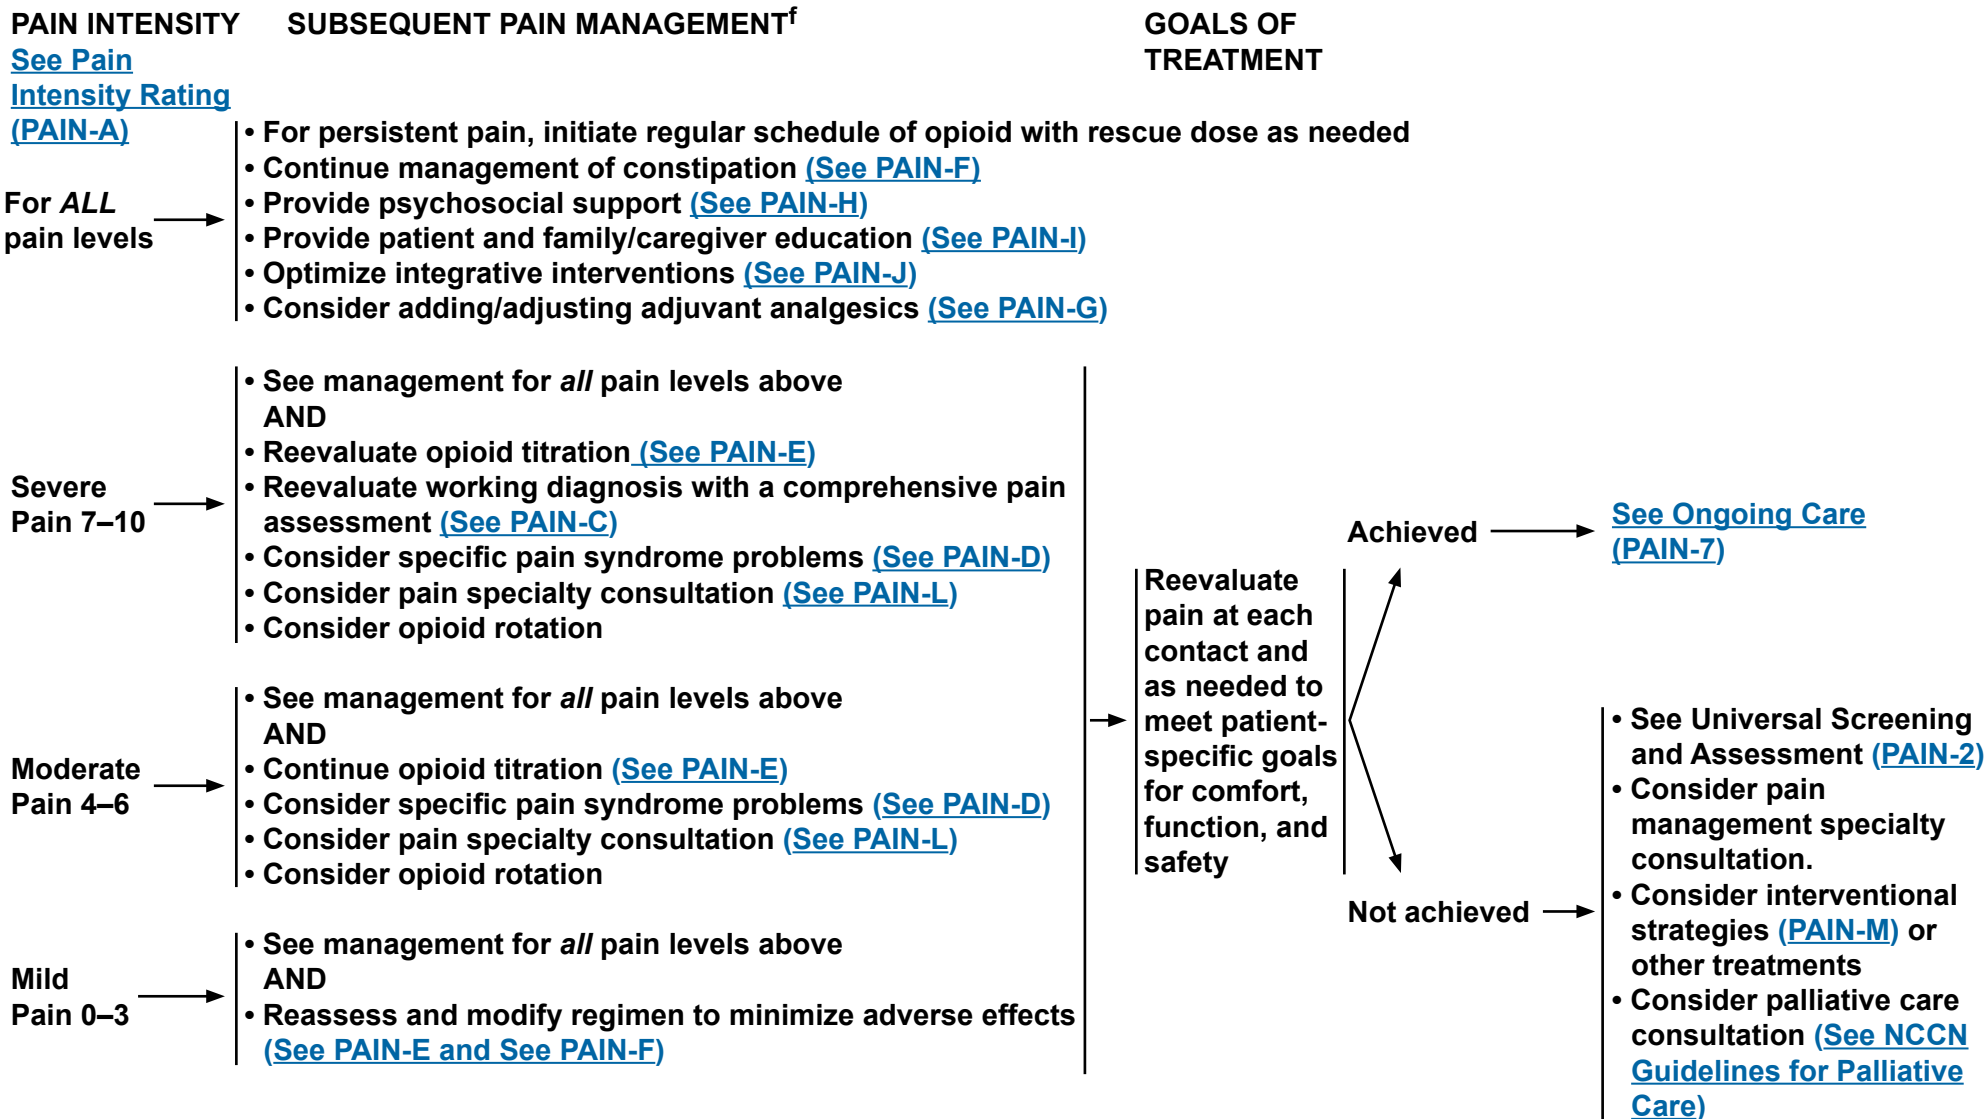 PAIN INTENSITY
See Pain
Intensity Rating
(PAIN-A)
SUBSEQUENT PAIN MANAGEMENTf
GOALS OF
TREATMENT
For ALL
pain levels
• For persistent pain, initiate regular schedule of opioid with rescue dose as needed
• Continue management of constipation (See PAIN-F)
• Provide psychosocial support (See PAIN-H)
• Provide patient and family/caregiver education (See PAIN-I)
• Optimize integrative interventions (See PAIN-J)
• Consider adding/adjusting adjuvant analgesics (See PAIN-G)
Severe
Pain 7–10
• See management for all pain levels above
AND
• Reevaluate opioid titration (See PAIN-E)
• Reevaluate working diagnosis with a comprehensive pain
assessment (See PAIN-C)
• Consider specific pain syndrome problems (See PAIN-D)
• Consider pain specialty consultation (See PAIN-L)
• Consider opioid rotation
Moderate
Pain 4–6
• See management for all pain levels above
AND
• Continue opioid titration (See PAIN-E)
• Consider specific pain syndrome problems (See PAIN-D)
• Consider pain specialty consultation (See PAIN-L)
• Consider opioid rotation
Mild
Pain 0–3
• See management for all pain levels above
AND
• Reassess and modify regimen to minimize adverse effects
(See PAIN-E and See PAIN-F)
Reevaluate
pain at each
contact and
as needed to
meet patient-
specific goals
for comfort,
function, and
safety
Achieved
See Ongoing Care
(PAIN-7)
Not achieved
• See Universal Screening
and Assessment (PAIN-2)
• Consider pain
management specialty
consultation.
• Consider interventional
strategies (PAIN-M) or
other treatments
• Consider palliative care
consultation (See NCCN
Guidelines for Palliative
Care)